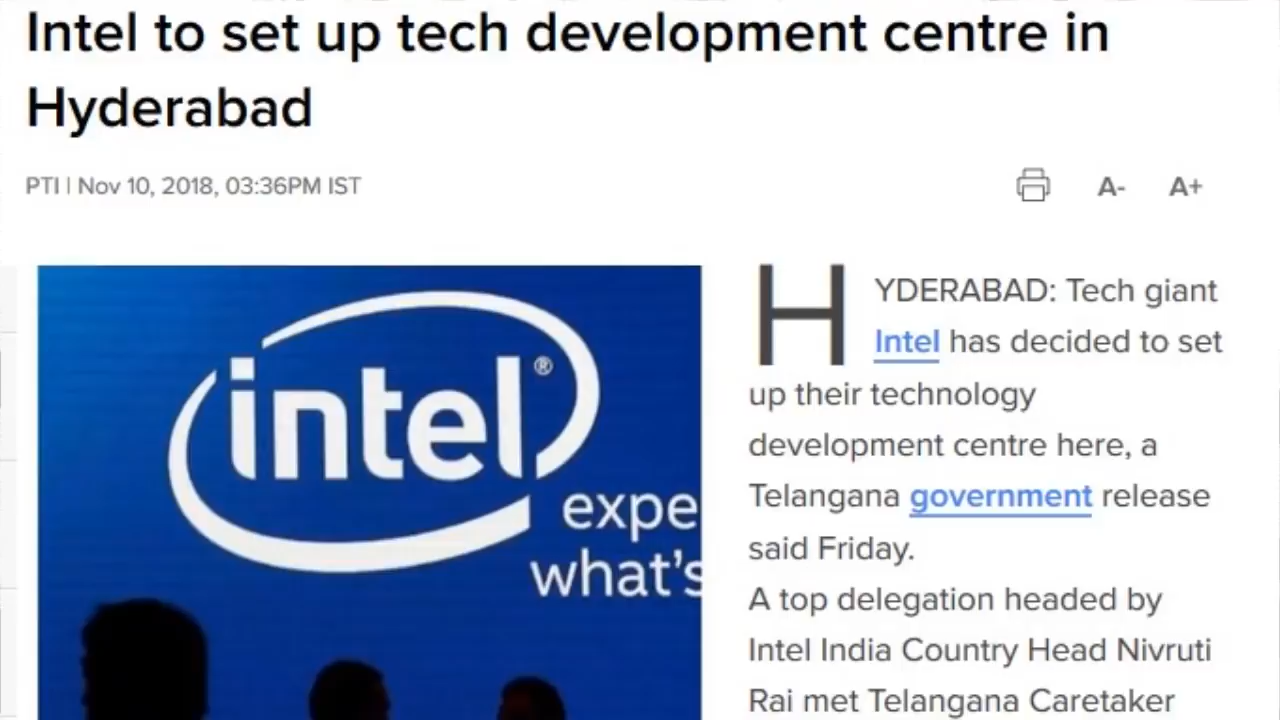 Intel to set up tech development centre in
Hyderabad
PTI | Nov 10, 2018, 03:36PM IST
A-
A+
intel®
expe
what's
HYDERABAD: Tech giant
Intel has decided to set
up their technology
development centre here, a
Telangana government release
said Friday.
A top delegation headed by
Intel India Country Head Nivruti
Rai met Telangana Caretaker